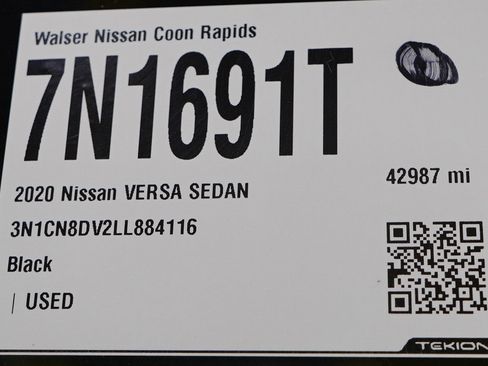 Walser Nissan Coon Rapids
7N1691T
42987 mi
2020 Nissan VERSA SEDAN
3N1CN8DV2LL884116
Black
| USED
TEKION